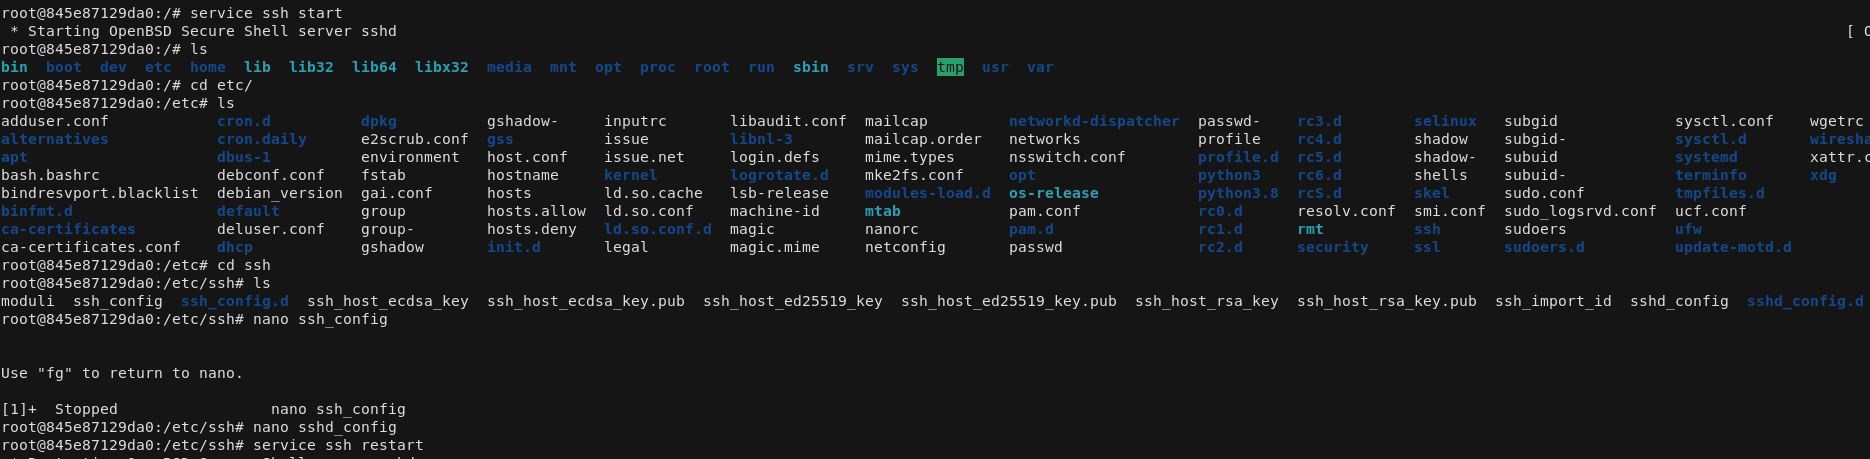 root@845e87129da0:/# service ssh start
 * Starting OpenBSD Secure Shell server sshd [
root@845e87129da0:/# ls
bin boot dev etc home lib lib32 lib64 libx32 media mnt opt proc root run sbin srv sys tmp usr var
root@845e87129da0:/# cd etc/
root@845e87129da0:/etc# ls
adduser.conf cron.d dpkg gshadow- inputrc libaudit.conf mailcap networkd-dispatcher passwd- rc3.d selinux subgid sysctl.conf wgetrc
alternatives cron.daily e2scrub.conf gss issue libnl-3 mailcap.order networks profile rc4.d shadow subgid- sysctl.d
apt dbus-1 environment host.conf issue.net login.defs mime.types nsswitch.conf profile.d rc5.d shadow- subuid systemd
bash.bashrc debconf.conf fstab hostname kernel logrotate.d mke2fs.conf opt python3 rc6.d shells subuid- terminfo xdg
bindresvport.blacklist debian_version gai.conf hosts ld.so.cache lsb-release modules-load.d os-release python3.8 rcS.d skel sudo.conf tmpfiles.d
binfmt.d default group hosts.allow ld.so.conf machine-id mtab pam.conf rc0.d resolv.conf smi.conf sudo_logsrvd.conf ucf.conf
ca-certificates deluser.conf group- hosts.deny ld.so.conf.d magic nanorc pam.d rc1.d rmt ssh sudoers ufw
ca-certificates.conf dhcp gshadow init.d legal magic.mime netconfig passwd rc2.d security ssl sudoers.d update-motd.d
root@845e87129da0:/etc# cd ssh
root@845e87129da0:/etc/ssh# ls
moduli ssh_config ssh_config.d ssh_host_ecdsa_key ssh_host_ecdsa_key.pub ssh_host_ed25519_key ssh_host_ed25519_key.pub ssh_host_rsa_key ssh_host_rsa_key.pub ssh_import_id sshd_config sshd_config.d
root@845e87129da0:/etc/ssh# nano ssh_config
Use "fg" to return to nano.
[1]+ Stopped nano ssh_config
root@845e87129da0:/etc/ssh# nano sshd_config
root@845e87129da0:/etc/ssh# service ssh restart